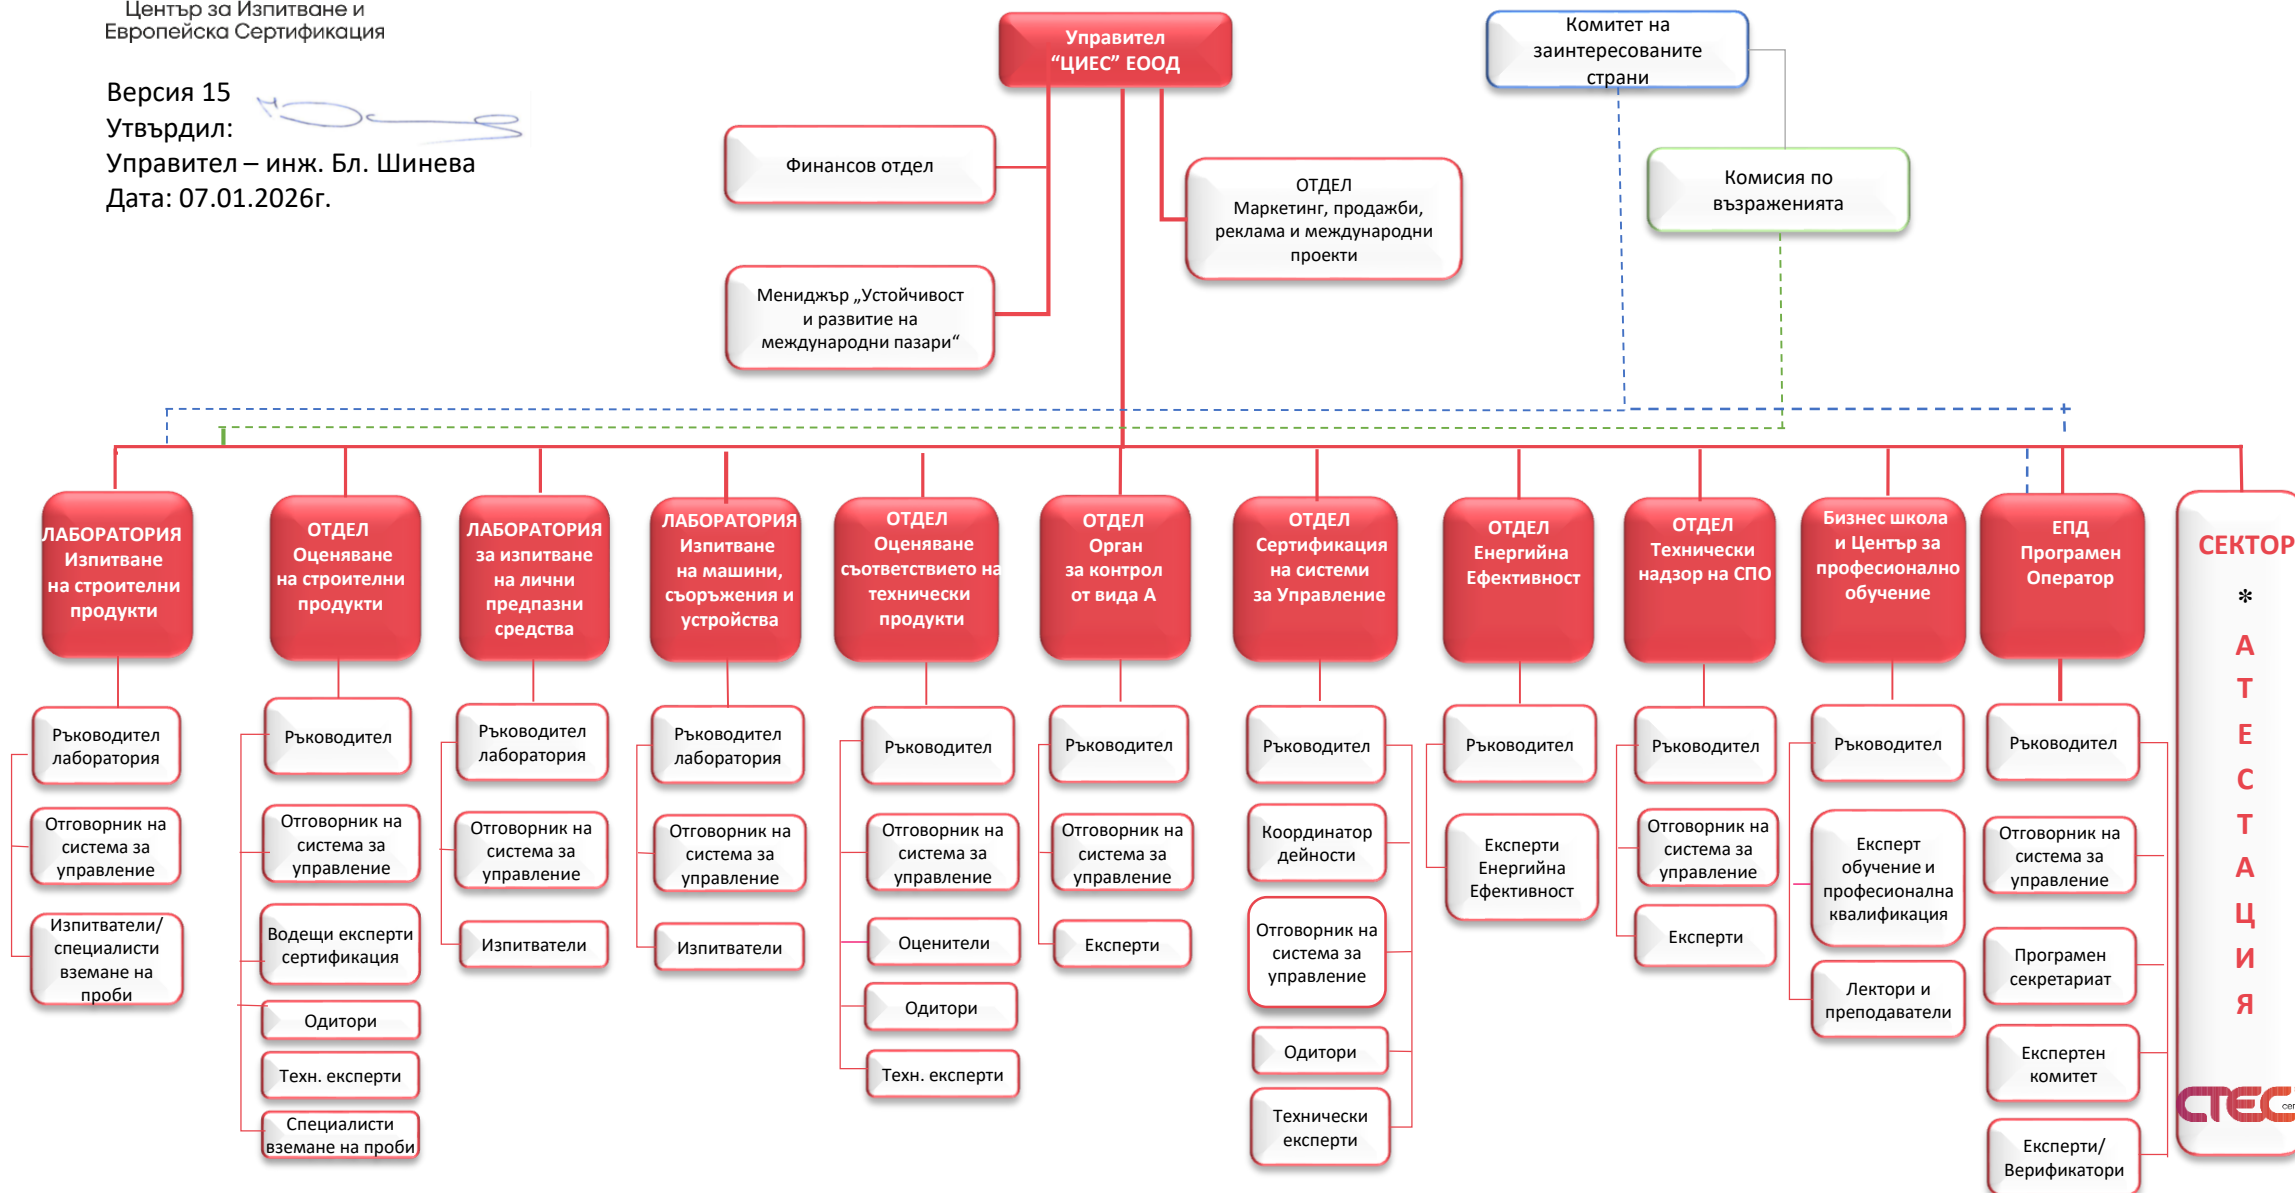 Център за Изпитване и
Европейска Сертификация
Версия 15
Утвърдил:
Управител – инж. Бл. Шинева
Дата: 07.01.2026г.
Управител
“ЦИЕС” ЕООД
Комитет на
заинтересованите
страни
Финансов отдел
ОТДЕЛ
Маркетинг, продажби,
реклама и международни
проекти
Комисия по
възраженията
Мениджър „Устойчивост
и развитие на
международни пазари“
ЛАБОРАТОРИЯ
Изпитване
на строителни
продукти
Ръководител
лаборатория
Отговорник на
система за
управление
Изпитватели/
специалисти
вземане на
проби
ОТДЕЛ
Оценяване
на строителни
продукти
Ръководител
Отговорник на
система за
управление
Водещи експерти
сертификация
Одитори
Техн. експерти
Специалисти
вземане на проби
ЛАБОРАТОРИЯ
за изпитване
на лични
предпазни
средства
Ръководител
лаборатория
Отговорник на
система за
управление
Изпитватели
ЛАБОРАТОРИЯ
Изпитване
на машини,
съоръжения и
устройства
Ръководител
лаборатория
Отговорник на
система за
управление
Изпитватели
ОТДЕЛ
Оценяване
съответствието на
технически
продукти
Ръководител
Отговорник на
система за
управление
Оценители
Одитори
Техн. експерти
ОТДЕЛ
Орган
за контрол
от вида А
Ръководител
Отговорник на
система за
управление
Експерти
ОТДЕЛ
Сертификация
на системи
за Управление
Ръководител
Координатор
дейности
Отговорник на
система за
управление
Одитори
Технически
експерти
ОТДЕЛ
Енергийна
Ефективност
Ръководител
Експерти
Енергийна
Ефективност
ОТДЕЛ
Технически
надзор на СПО
Ръководител
Отговорник на
система за
управление
Експерти
Бизнес школа
и Център за
професионално
обучение
Ръководител
Експерт
обучение и
професионална
квалификация
Лектори и
преподаватели
ЕПД
Програмен
Оператор
Ръководител
Отговорник на
система за
управление
Програмен
секретариат
Експертен
комитет
Експерти/
Верификатори
СЕКТОР
*
А
Т
Е
С
Т
А
Ц
И
Я
CTEC